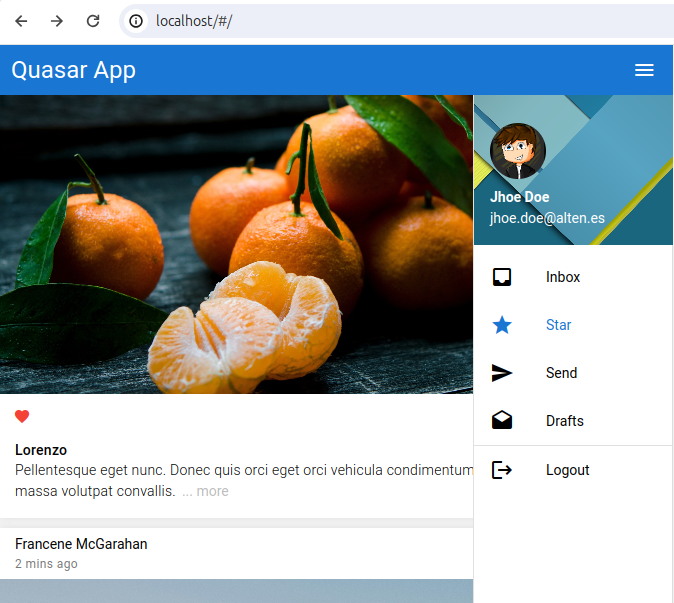 localhost/#/
Quasar App
Jhoe Doe
jhoe.doe@alten.es
Inbox
Star
Send
Drafts
Logout
Lorenzo
Pellentesque eget nunc. Donec quis orci eget orci vehicula condimentum
massa volutpat convallis. ... more
Francene McGarahan
2 mins ago